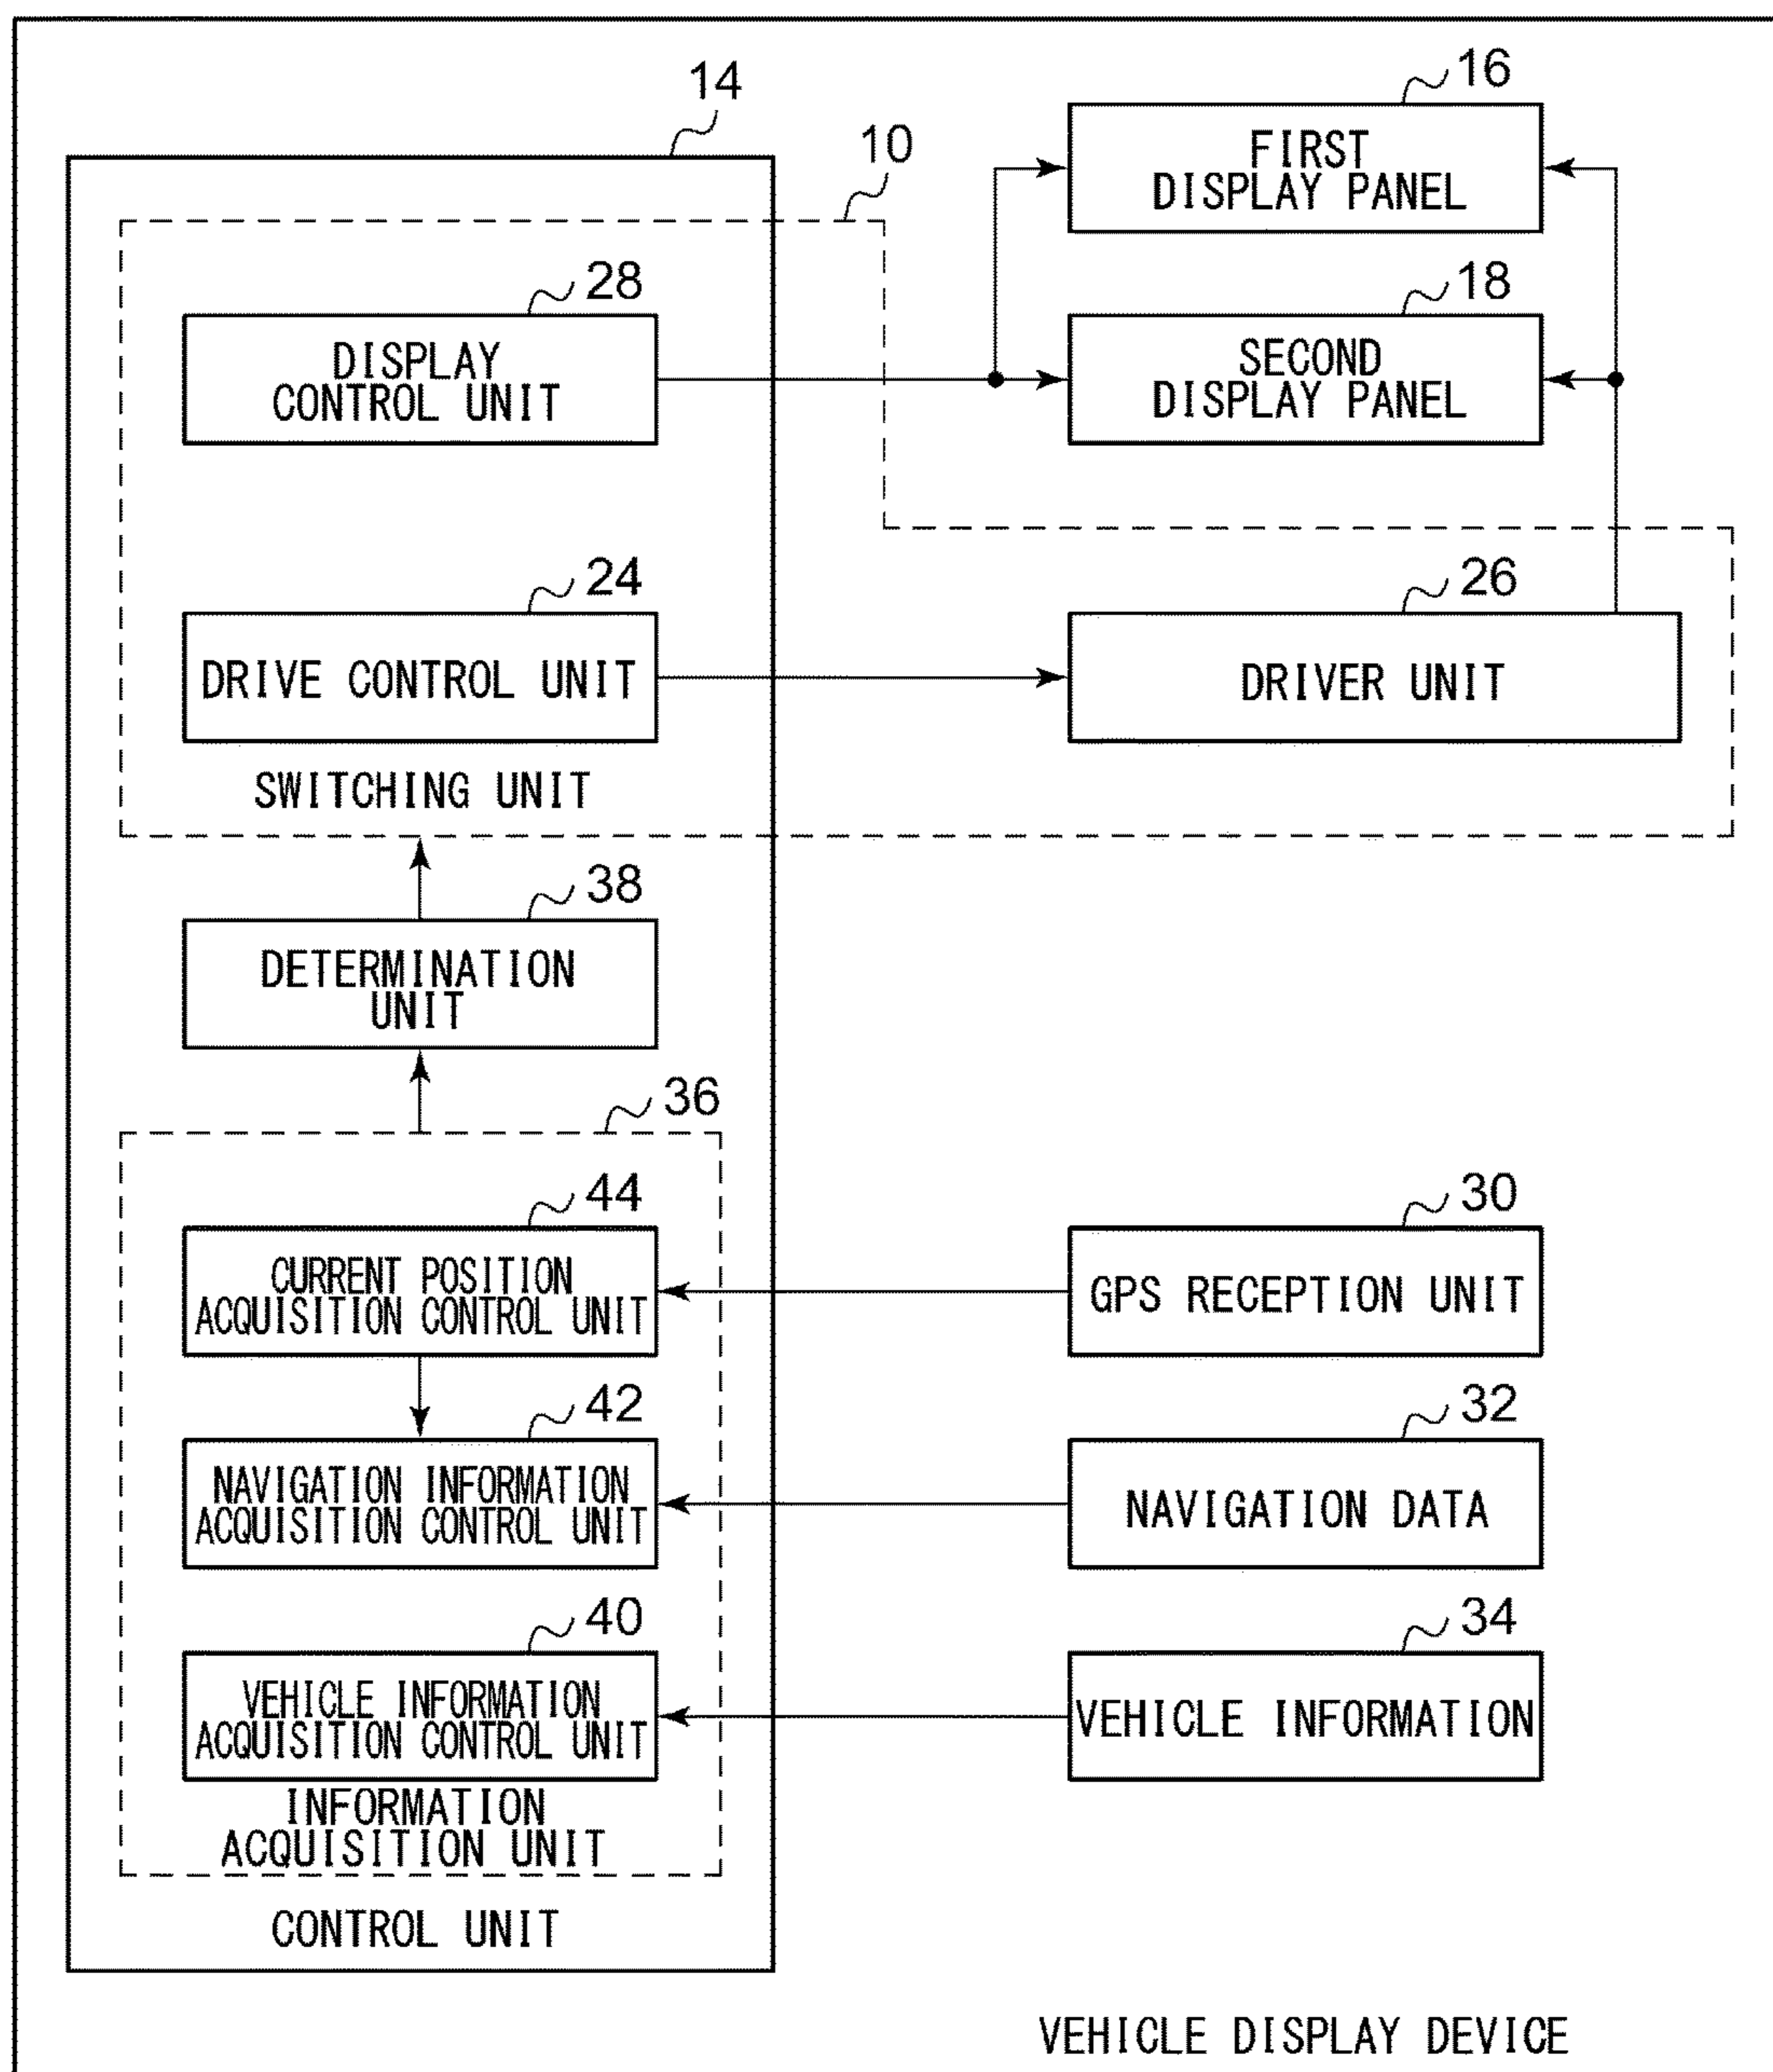 14
10
16
FIRST
DISPLAY PANEL
28
DISPLAY
CONTROL UNIT
18
SECOND
DISPLAY PANEL
24
DRIVE CONTROL UNIT
26
DRIVER UNIT
SWITCHING UNIT
38
DETERMINATION
UNIT
36
44
CURRENT POSITION
ACQUISITION CONTROL UNIT
30
GPS RECEPTION UNIT
42
NAVIGATION INFORMATION
ACQUISITION CONTROL UNIT
32
NAVIGATION DATA
40
VEHICLE INFORMATION
ACQUISITION CONTROL UNIT
34
VEHICLE INFORMATION
INFORMATION
ACQUISITION UNIT
CONTROL UNIT
VEHICLE DISPLAY DEVICE